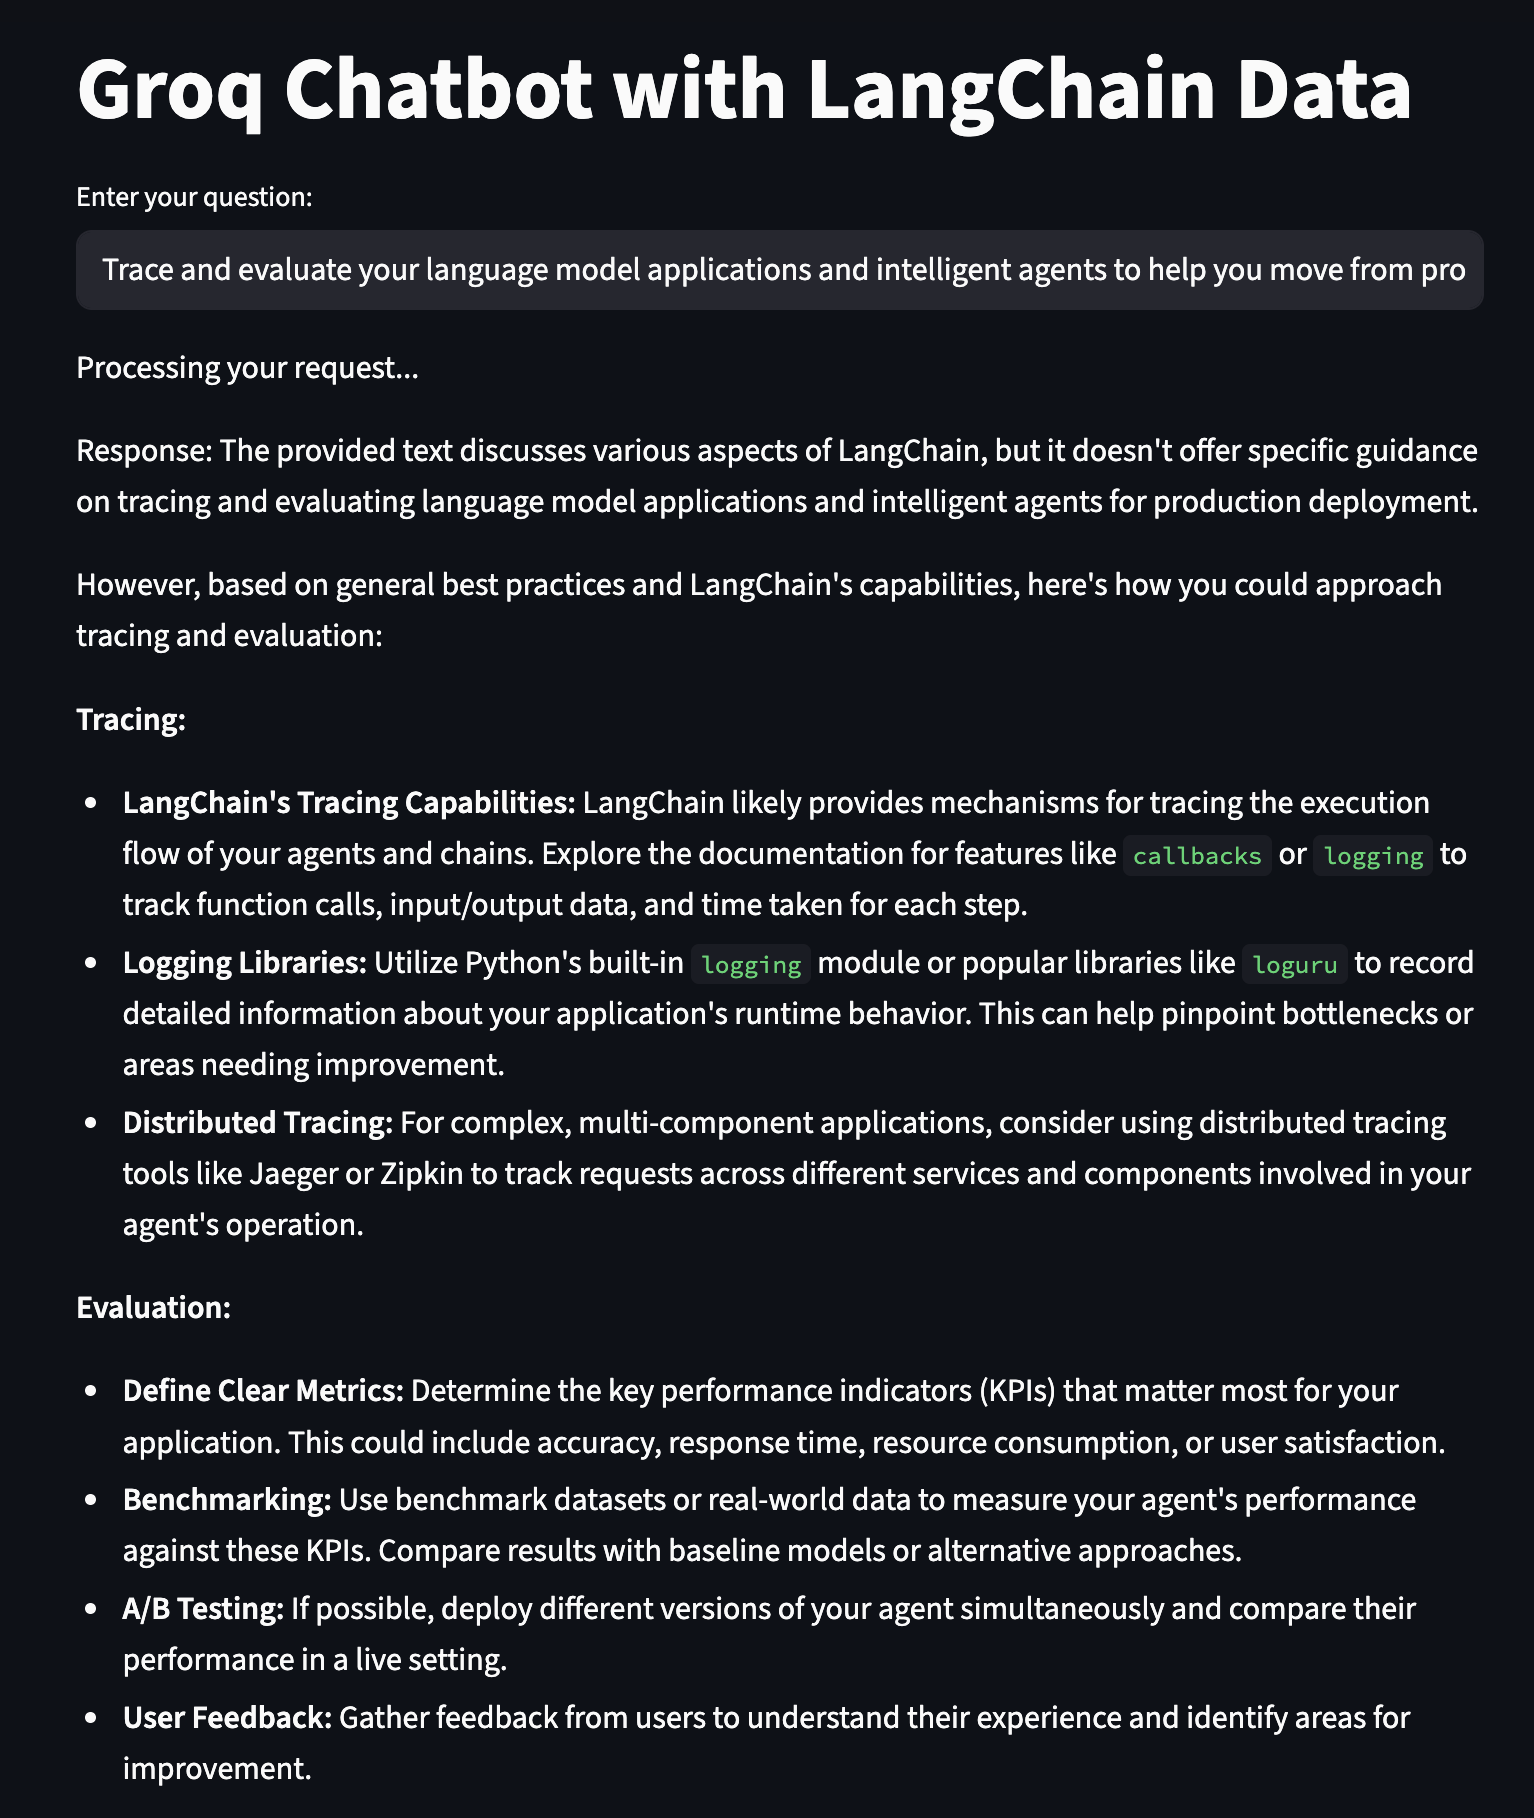 Groq Chatbot with LangChain Data
Enter your question:
Trace and evaluate your language model applications and intelligent agents to help you move from pro
Processing your request...
Response: The provided text discusses various aspects of LangChain, but it doesn't offer specific guidance
on tracing and evaluating language model applications and intelligent agents for production deployment.
However, based on general best practices and LangChain's capabilities, here's how you could approach
tracing and evaluation:
Tracing:
• LangChain's Tracing Capabilities: LangChain likely provides mechanisms for tracing the execution
flow of your agents and chains. Explore the documentation for features like callbacks or logging to
track function calls, input/output data, and time taken for each step.
• Logging Libraries: Utilize Python's built-in logging module or popular libraries like loguru to record
detailed information about your application's runtime behavior. This can help pinpoint bottlenecks or
areas needing improvement.
• Distributed Tracing: For complex, multi-component applications, consider using distributed tracing
tools like Jaeger or Zipkin to track requests across different services and components involved in your
agent's operation.
Evaluation:
• Define Clear Metrics: Determine the key performance indicators (KPIs) that matter most for your
application. This could include accuracy, response time, resource consumption, or user satisfaction.
• Benchmarking: Use benchmark datasets or real-world data to measure your agent's performance
against these KPIs. Compare results with baseline models or alternative approaches.
• A/B Testing: If possible, deploy different versions of your agent simultaneously and compare their
performance in a live setting.
• User Feedback: Gather feedback from users to understand their experience and identify areas for
improvement.